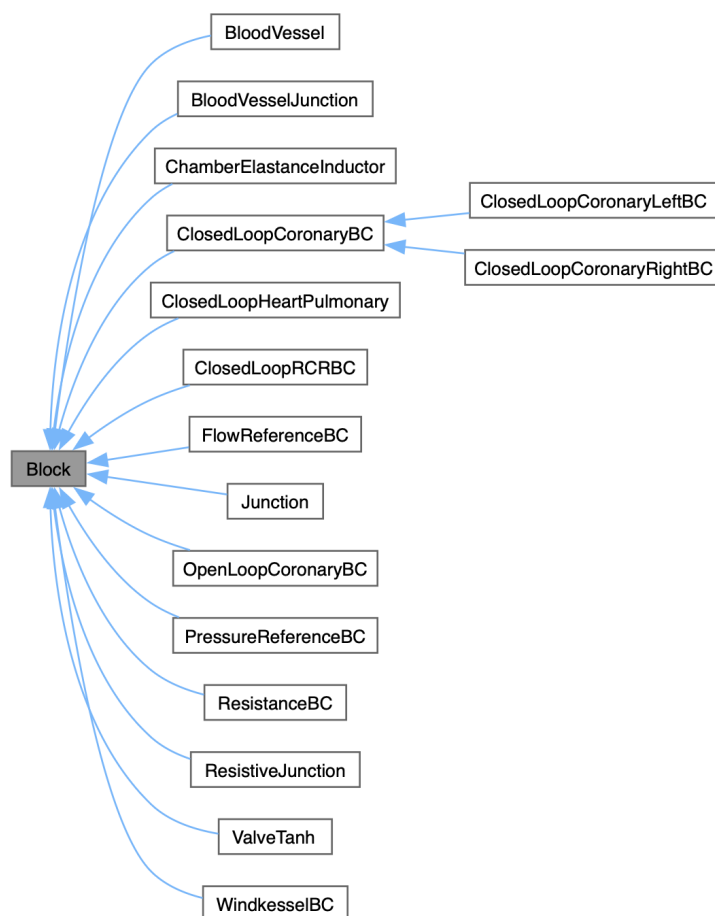 BloodVessel
BloodVesselJunction
ChamberElastanceInductor
ClosedLoopCoronaryLeftBC
ClosedLoopCoronaryBC
ClosedLoopCoronaryRightBC
ClosedLoopHeartPulmonary
ClosedLoopRCRBC
FlowReferenceBC
Block
Junction
OpenLoopCoronaryBC
PressureReferenceBC
ResistanceBC
ResistiveJunction
ValveTanh
WindkesselBC